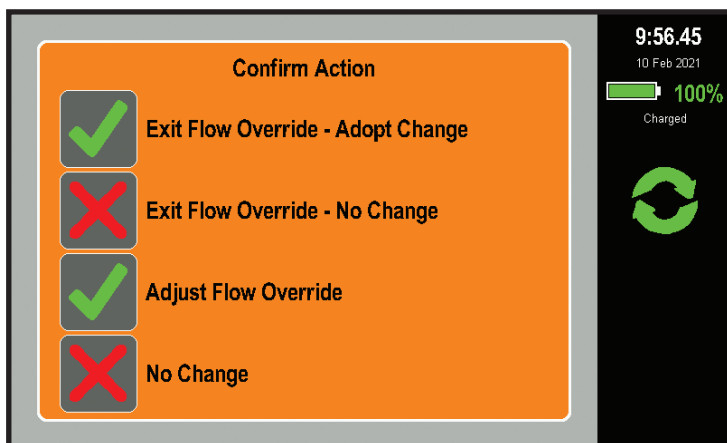 Confirm Action
Exit Flow Override - Adopt Change
Exit Flow Override - No Change
Adjust Flow Override
No Change
9:56.45
10 Feb 2021
100%
Charged